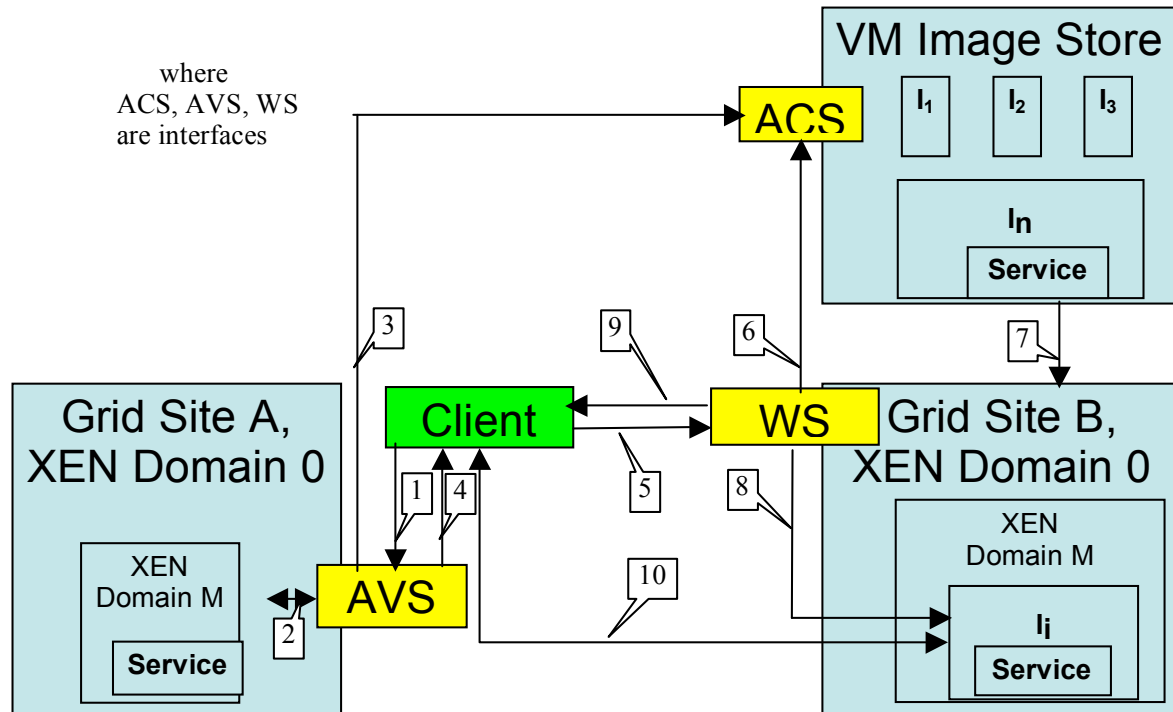 where
ACS, AVS, WS
are interfaces
VM Image Store
ACS
I1
I2
I3
In
Service
3
9
6
7
Grid Site A,
XEN Domain 0
Client
WS
Grid Site B,
XEN Domain 0
1
4
5
8
XEN
Domain M
AVS
2
Service
10
XEN
Domain M
Ii
Service